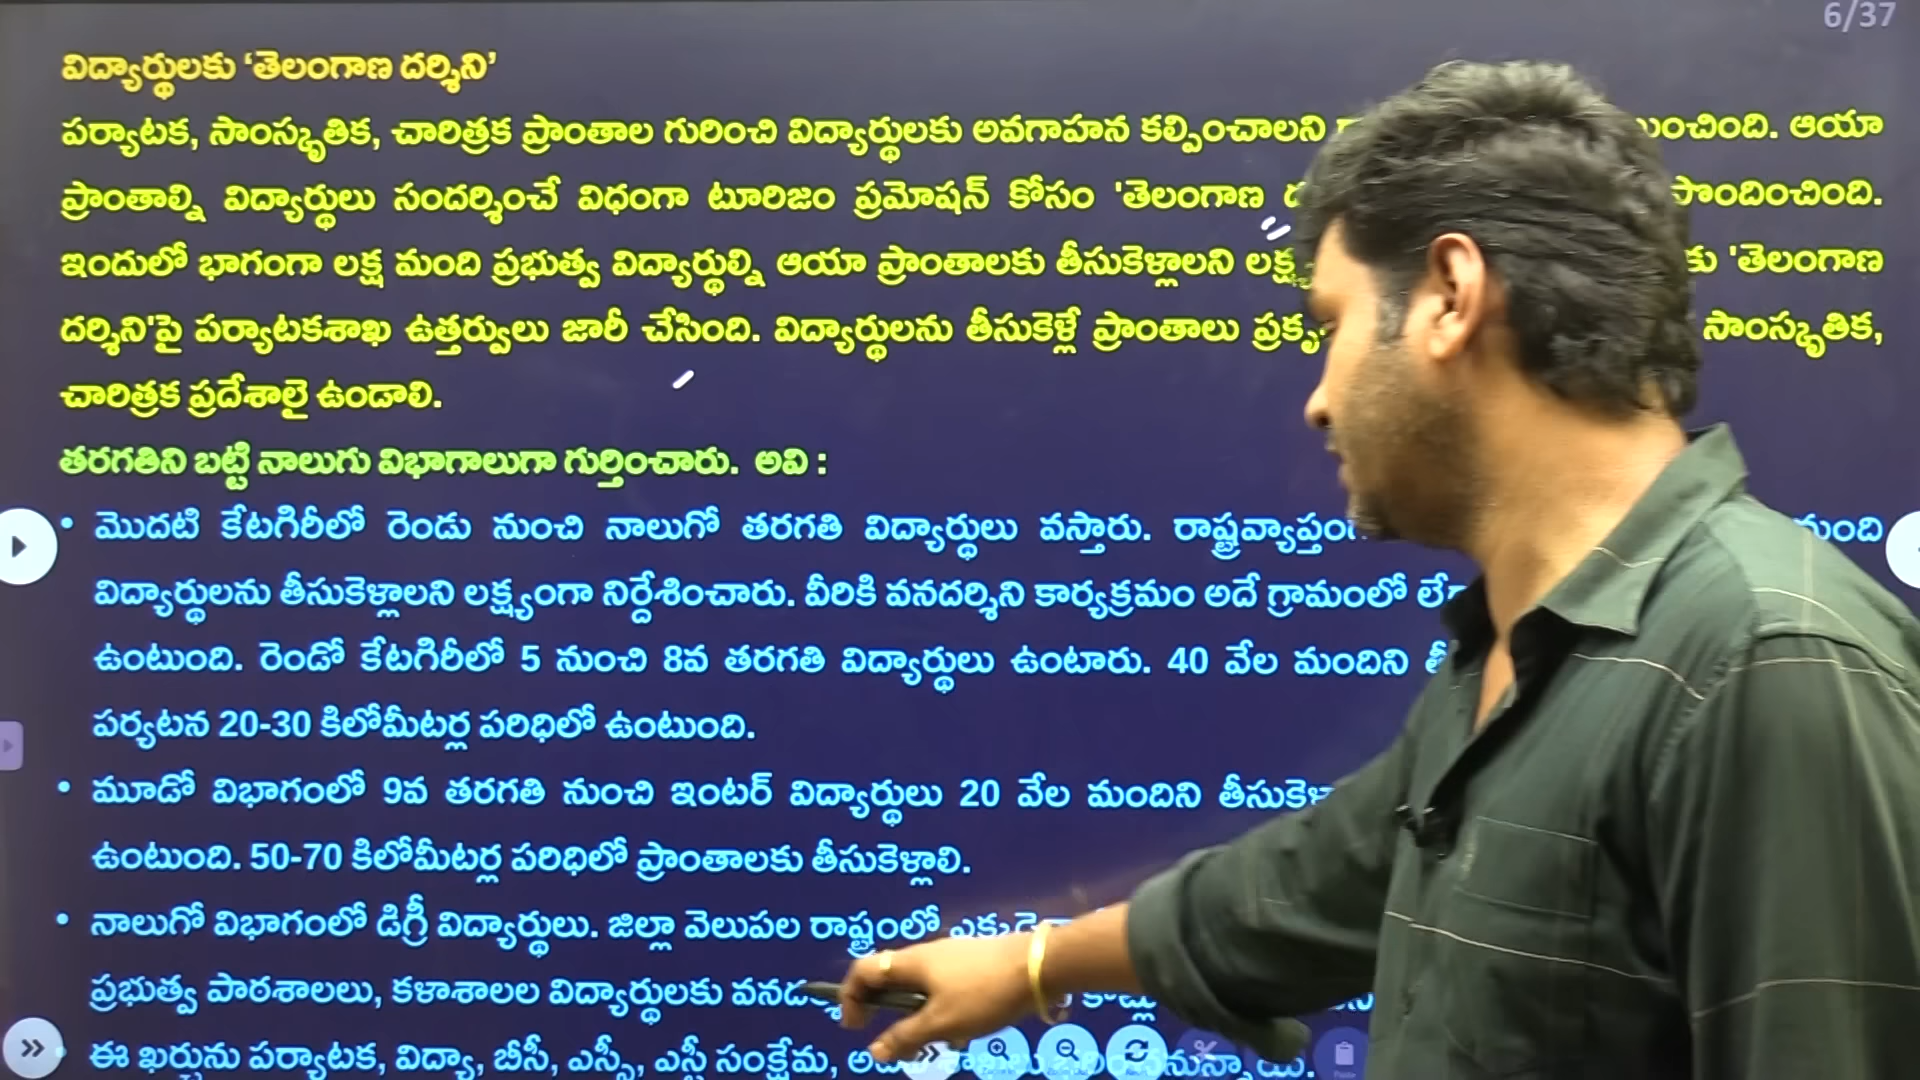 6/37
విద్యార్థులకు ‘తెలంగాణ దర్శిని’
పర్యాటక, సాంస్కృతిక, చారిత్రక ప్రాంతాల గురించి విద్యార్థులకు అవగాహన కల్పించాలని ఆయా
ప్రాంతాల్ని విద్యార్థులు సందర్శించే విధంగా టూరిజం ప్రమోషన్ కోసం 'తెలంగాణ
ఇందులో భాగంగా లక్ష మంది ప్రభుత్వ విద్యార్థుల్ని ఆయా ప్రాంతాలకు తీసుకెళ్లాలని 'తెలంగాణ
దర్శిని'పై పర్యాటకశాఖ ఉత్తర్వులు జారీ చేసింది. విద్యార్థులను తీసుకెళ్లే ప్రాంతాలు సాంస్కృతిక,
చారిత్రక ప్రదేశాలై ఉండాలి.
తరగతిని బట్టి నాలుగు విభాగాలుగా గుర్తించారు. అవి :
• మొదటి కేటగిరీలో రెండు నుంచి నాలుగో తరగతి విద్యార్థులు వస్తారు.
విద్యార్థులను తీసుకెళ్లాలని లక్ష్యంగా నిర్దేశించారు. వీరికి వనదర్శిని కార్యక్రమం అదే గ్రామంలో
ఉంటుంది. రెండో కేటగిరీలో 5 నుంచి 8వ తరగతి విద్యార్థులు ఉంటారు. 40 వేల మందిని
పర్యటన 20-30 కిలోమీటర్ల పరిధిలో ఉంటుంది.
• మూడో విభాగంలో 9వ తరగతి నుంచి ఇంటర్ విద్యార్థులు 20 వేల మందిని
ఉంటుంది. 50-70 కిలోమీటర్ల పరిధిలో ప్రాంతాలకు తీసుకెళ్లాలి.
• నాలుగో విభాగంలో డిగ్రీ విద్యార్థులు. జిల్లా వెలుపల రాష్ట్రంలో
ప్రభుత్వ పాఠశాలలు, కళాశాలల విద్యార్థులకు
• ఈ ఖర్చును పర్యాటక, విద్యా, బీసీ, ఎస్సీ, ఎస్టీ సంక్షేమ,